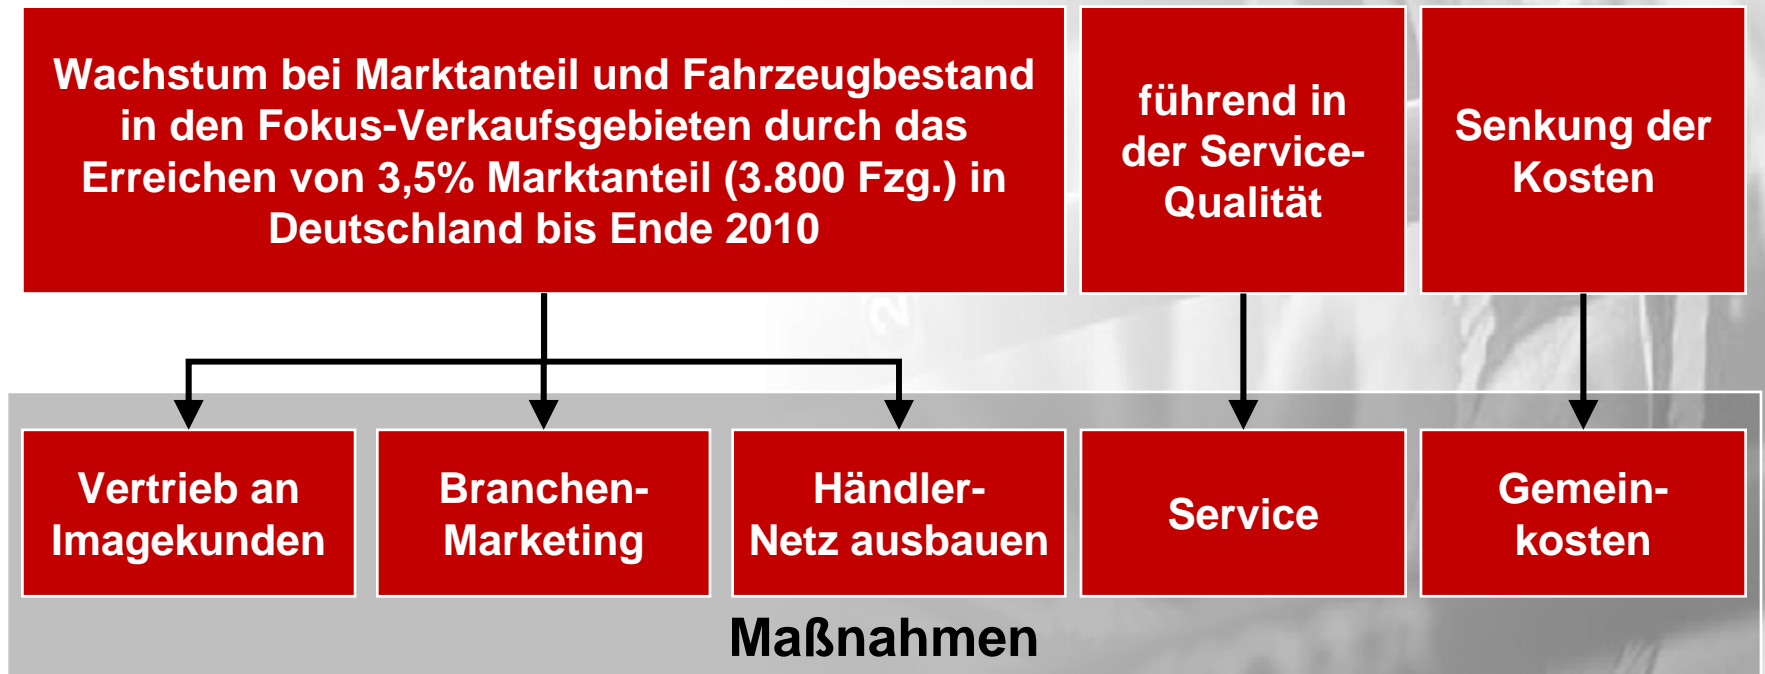 Wachstum bei Marktanteil und Fahrzeugbestand
in den Fokus-Verkaufsgebieten durch das
Erreichen von 3,5% Marktanteil (3.800 Fzg.) in
Deutschland bis Ende 2010
führend in
der Service-
Qualität
Senkung der
Kosten
Vertrieb an
Imagekunden
Branchen-
Marketing
Händler-
Netz ausbauen
Service
Gemein-
kosten
Maßnahmen